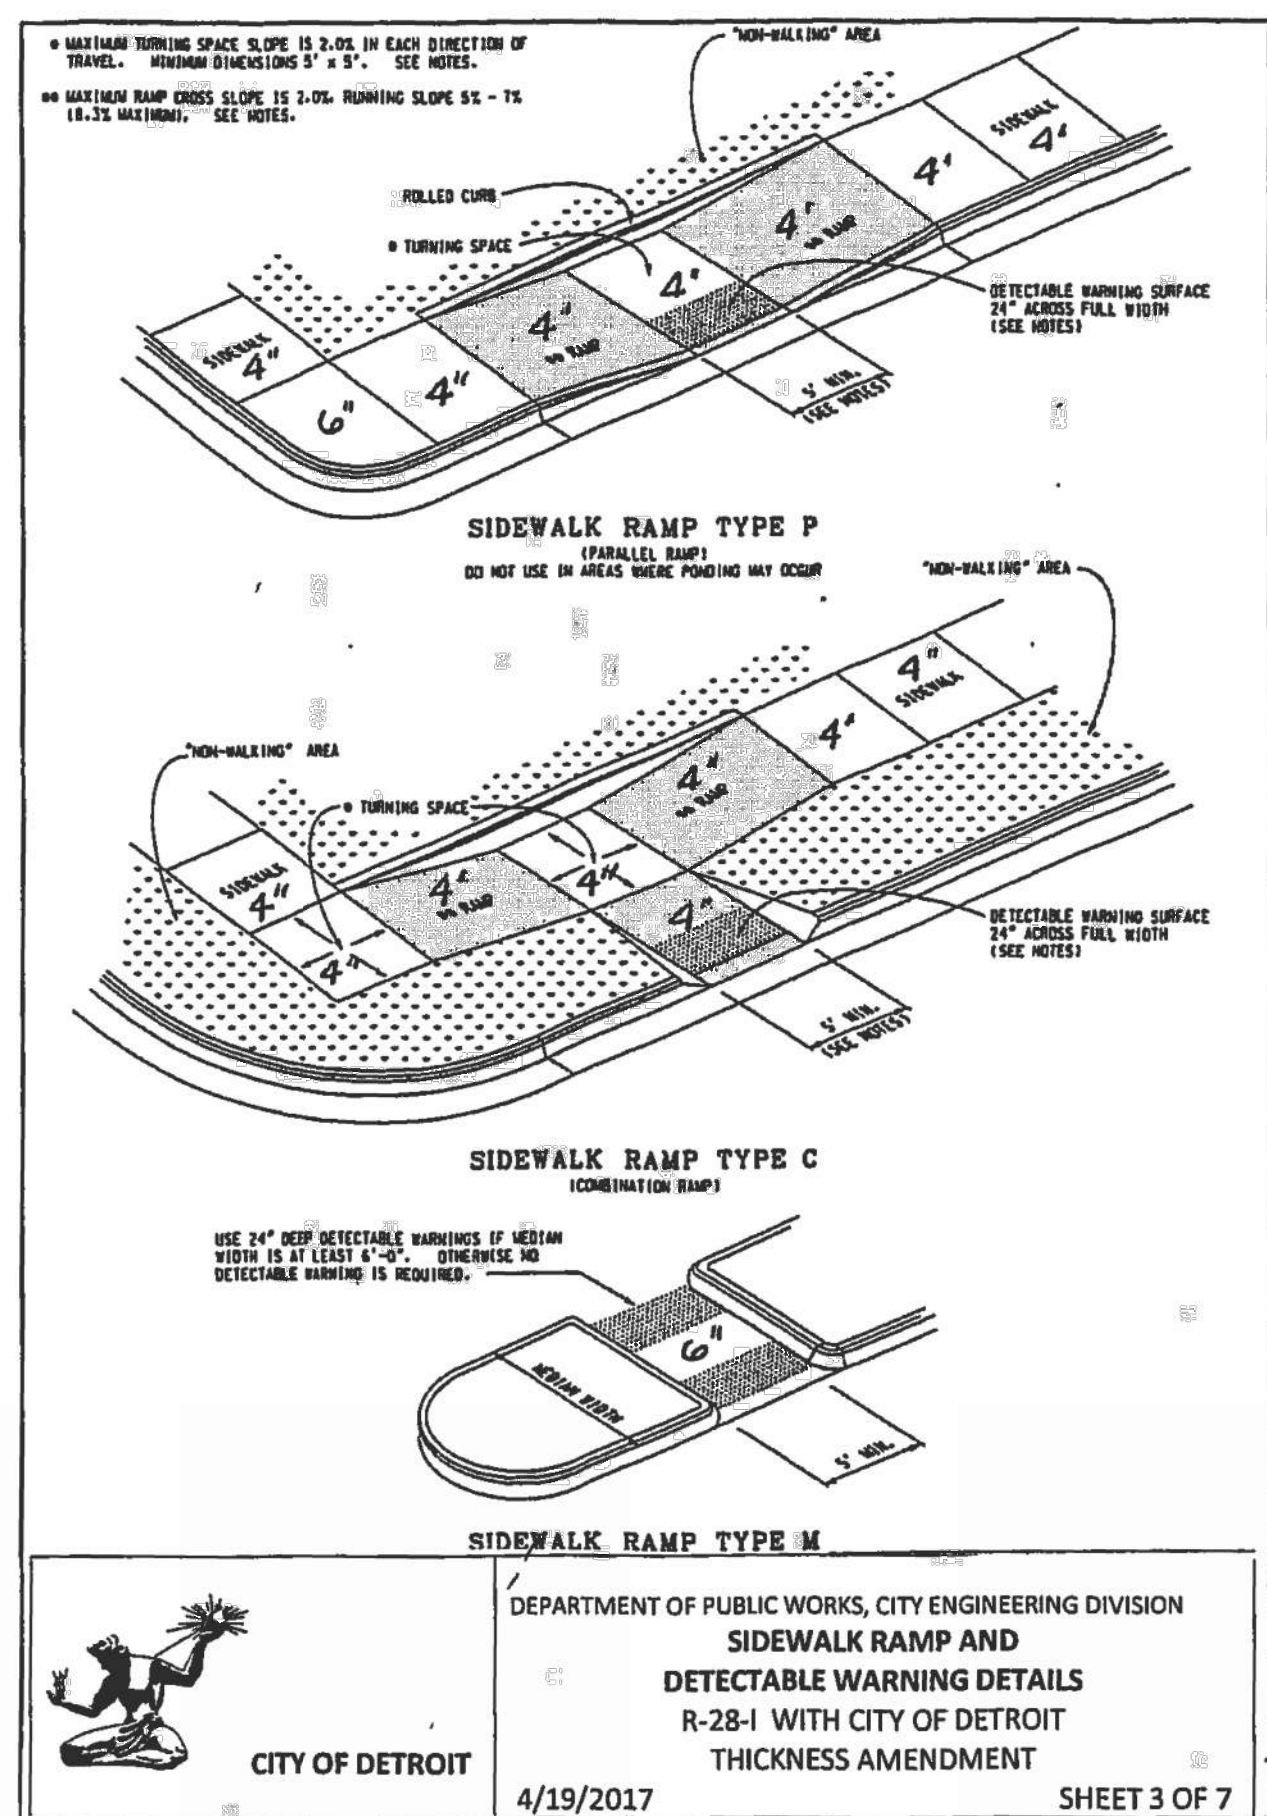 * MAXIMUM TURNING SPACE SLOPE IS 2.0% IN EACH DIRECTION OF
TRAVEL. MINIMUM DIMENSIONS 5' x 5'. SEE NOTES.
** MAXIMUM RAMP CROSS SLOPE IS 2.0%. RUNNING SLOPE 5% - 7%
(8.3% MAXIMUM). SEE NOTES.
"NON-WALKING" AREA
SIDEWALK
4"
4"
ROLLED CURB
4"
** RAMP
* TURNING SPACE
4"
DETECTABLE WARNING SURFACE
24" ACROSS FULL WIDTH
(SEE NOTES)
4"
** RAMP
SIDEWALK
4"
4"
6"
5' MIN.
(SEE NOTES)
SIDEWALK RAMP TYPE P
(PARALLEL RAMP)
DO NOT USE IN AREAS WHERE PONDING MAY OCCUR
"NON-WALKING" AREA
4"
SIDEWALK
4"
"NON-WALKING" AREA
4"
** RAMP
* TURNING SPACE
SIDEWALK
4"
4"
** RAMP
4"
4"
4"
DETECTABLE WARNING SURFACE
24" ACROSS FULL WIDTH
(SEE NOTES)
5' MIN.
(SEE NOTES)
SIDEWALK RAMP TYPE C
(COMBINATION RAMP)
USE 24" DEEP DETECTABLE WARNINGS IF MEDIAN
WIDTH IS AT LEAST 6'-0". OTHERWISE NO
DETECTABLE WARNING IS REQUIRED.
6"
MEDIAN WIDTH
5' MIN.
SIDEWALK RAMP TYPE M
CITY OF DETROIT
DEPARTMENT OF PUBLIC WORKS, CITY ENGINEERING DIVISION
SIDEWALK RAMP AND
DETECTABLE WARNING DETAILS
R-28-I WITH CITY OF DETROIT
THICKNESS AMENDMENT
4/19/2017
SHEET 3 OF 7